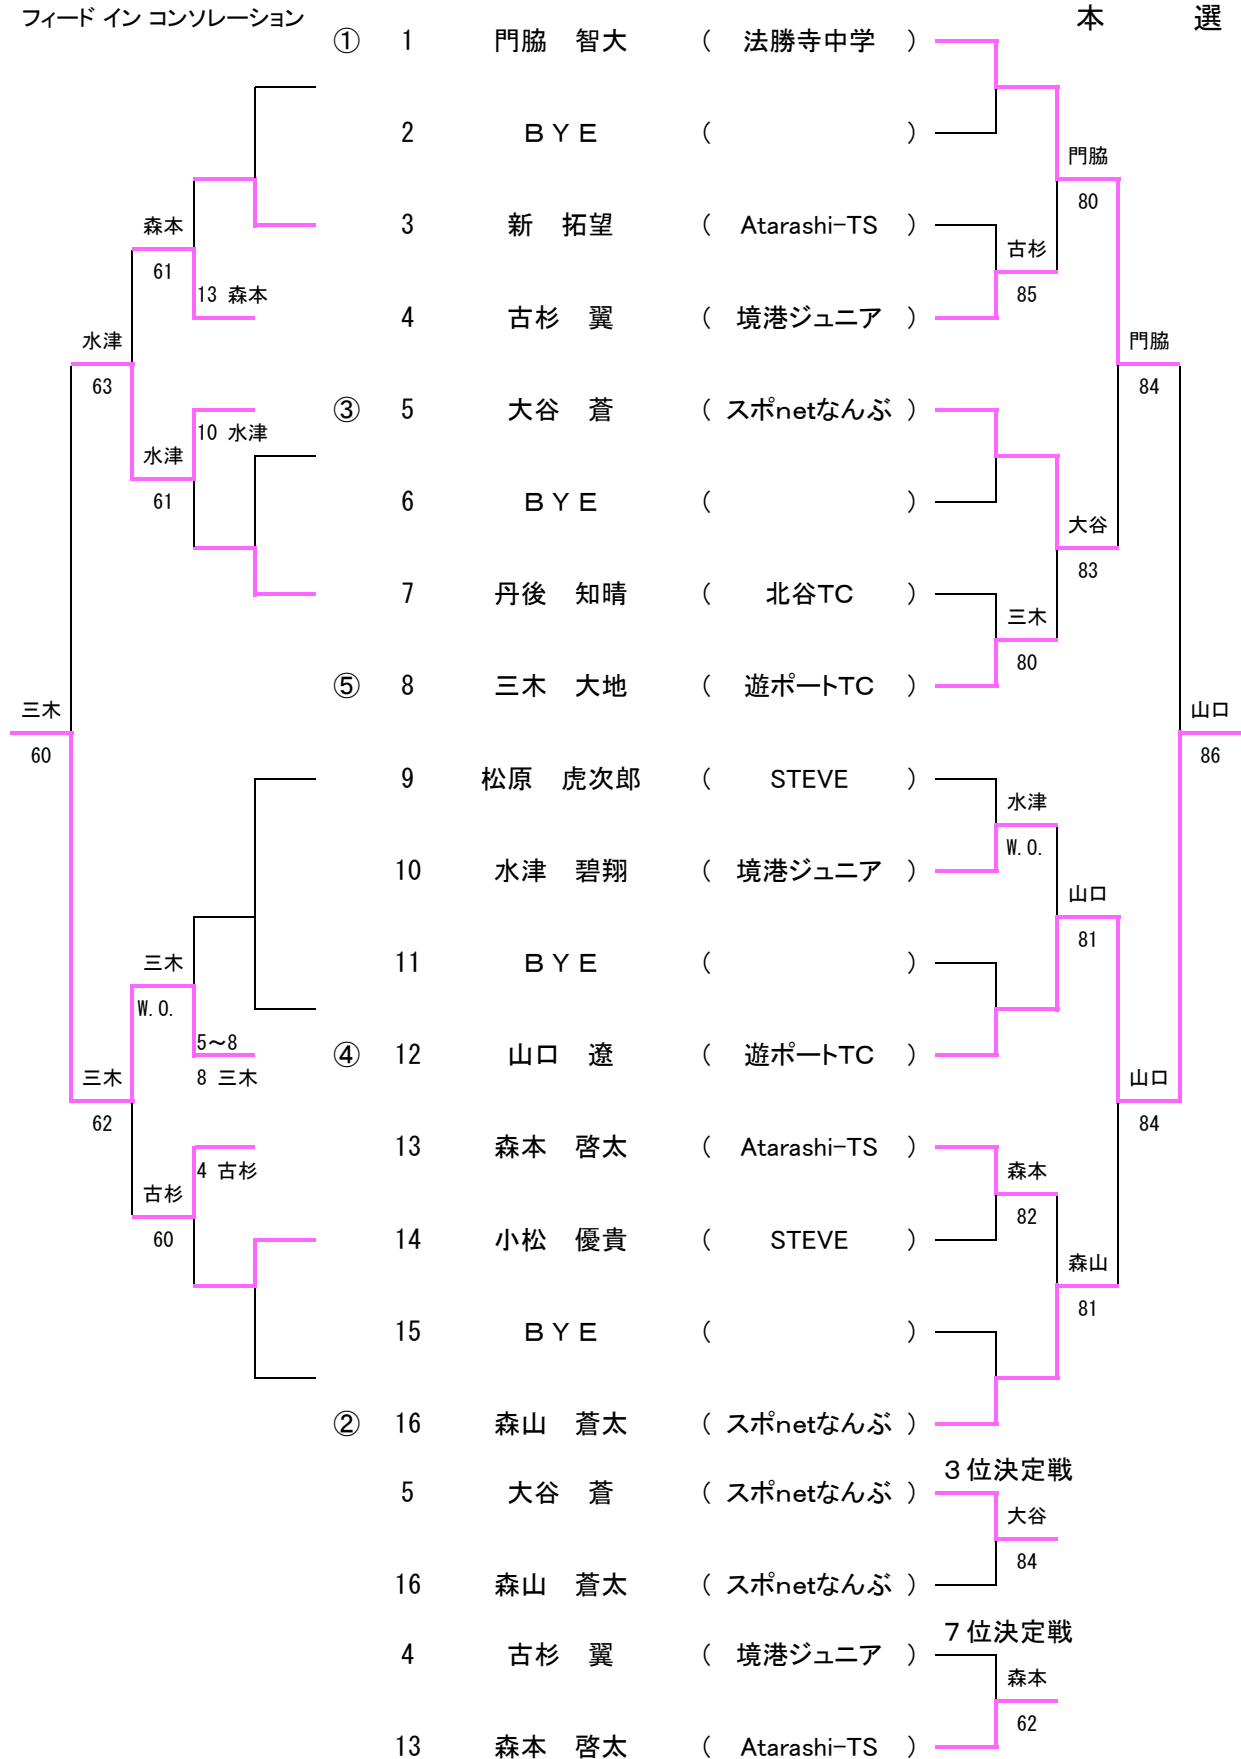 フィード イン コンソレーション
本　選
① 1 門脇 智大 ( 法勝寺中学 )
2 ＢＹＥ ( )
門脇
80
森本
3 新 拓望 ( Atarashi-TS )
古杉
61
85
13 森本
4 古杉 翼 ( 境港ジュニア )
水津
門脇
63
84
③ 5 大谷 蒼 ( スポnetなんぶ )
10 水津
水津
61
6 ＢＹＥ ( )
大谷
83
7 丹後 知晴 ( 北谷TC )
三木
80
⑤ 8 三木 大地 ( 遊ポートTC )
三木
山口
60
86
9 松原 虎次郎 ( STEVE )
水津
W.O.
10 水津 碧翔 ( 境港ジュニア )
山口
81
三木
11 ＢＹＥ ( )
W.O.
5～8
④ 12 山口 遼 ( 遊ポートTC )
三木
8 三木
山口
62
84
13 森本 啓太 ( Atarashi-TS )
4 古杉
森本
古杉
82
60
14 小松 優貴 ( STEVE )
森山
81
15 ＢＹＥ ( )
② 16 森山 蒼太 ( スポnetなんぶ )
３位決定戦
5 大谷 蒼 ( スポnetなんぶ )
大谷
84
16 森山 蒼太 ( スポnetなんぶ )
７位決定戦
4 古杉 翼 ( 境港ジュニア )
森本
62
13 森本 啓太 ( Atarashi-TS )